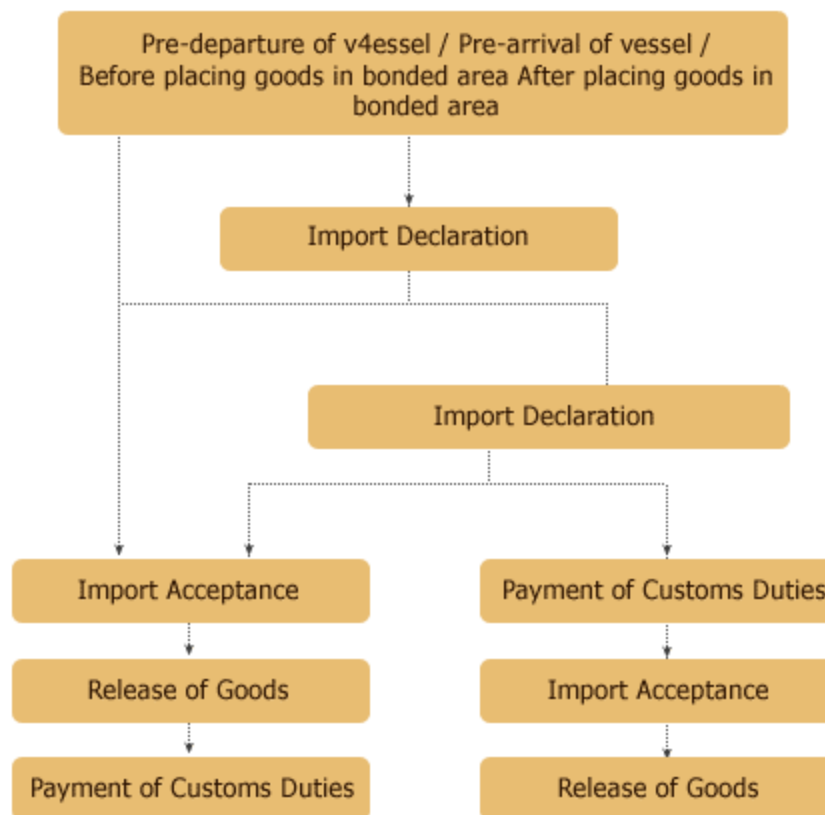 Pre-departure of v4essel / Pre-arrival of vessel /
Before placing goods in bonded area After placing goods in
bonded area
Import Declaration
Import Declaration
Import Acceptance
Payment of Customs Duties
Release of Goods
Import Acceptance
Payment of Customs Duties
Release of Goods